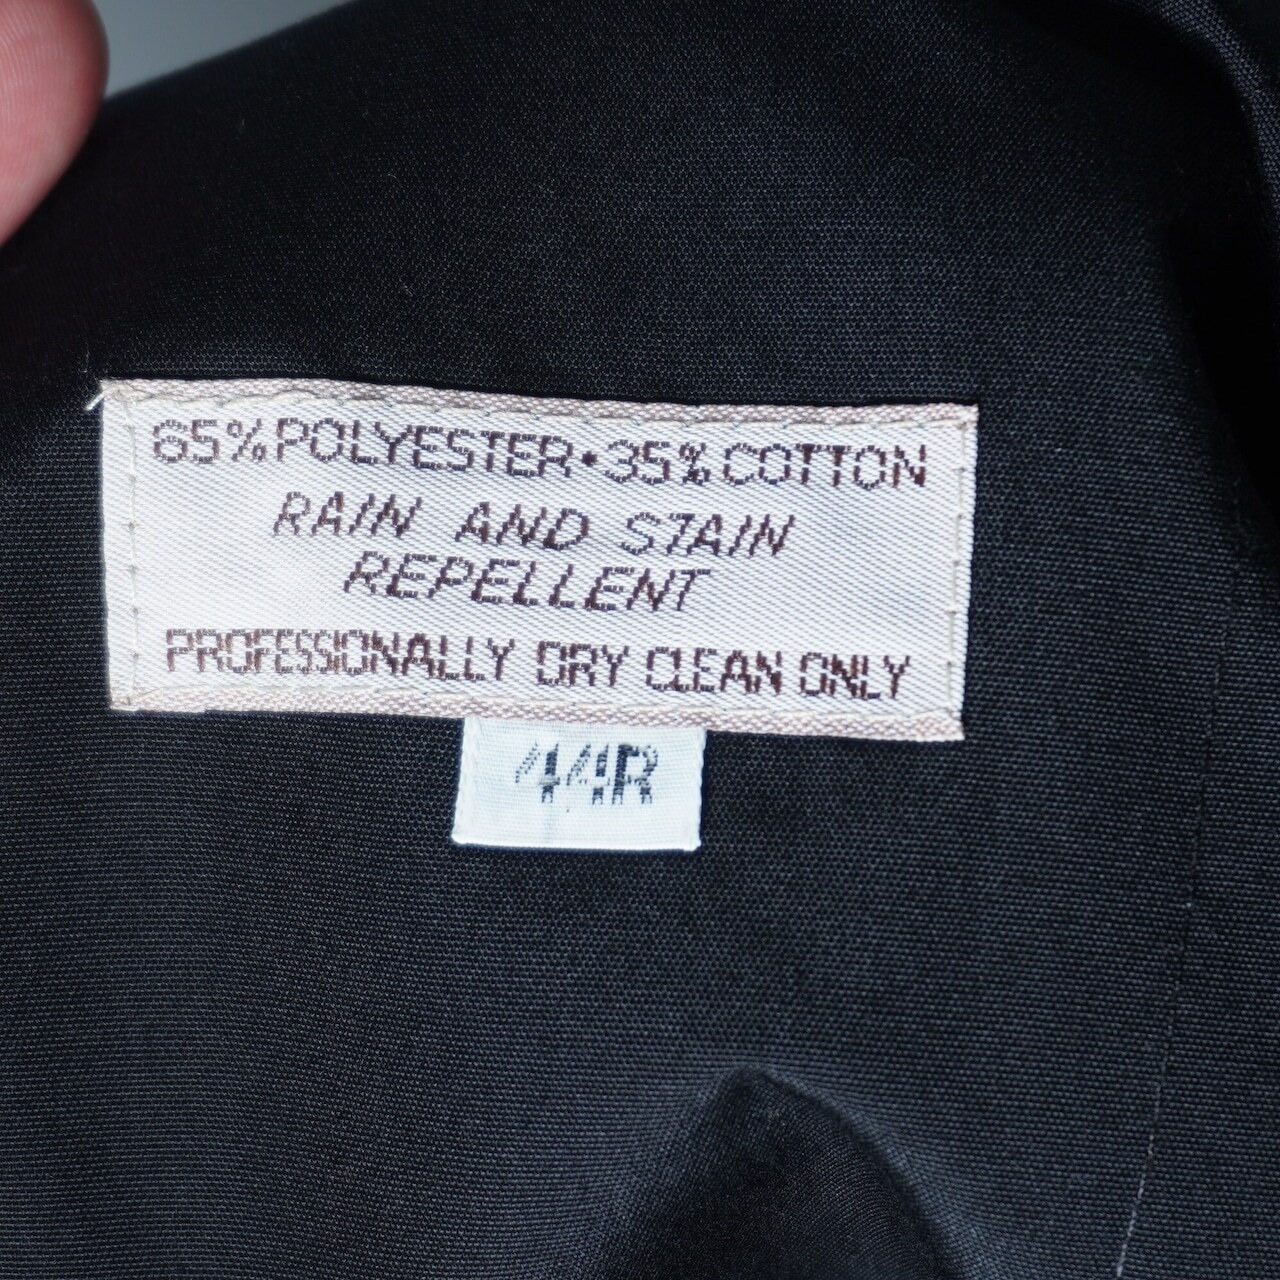 65% POLYESTER • 35% COTTON
RAIN AND STAIN
REPELLENT
PROFESSIONALLY DRY CLEAN ONLY
44R